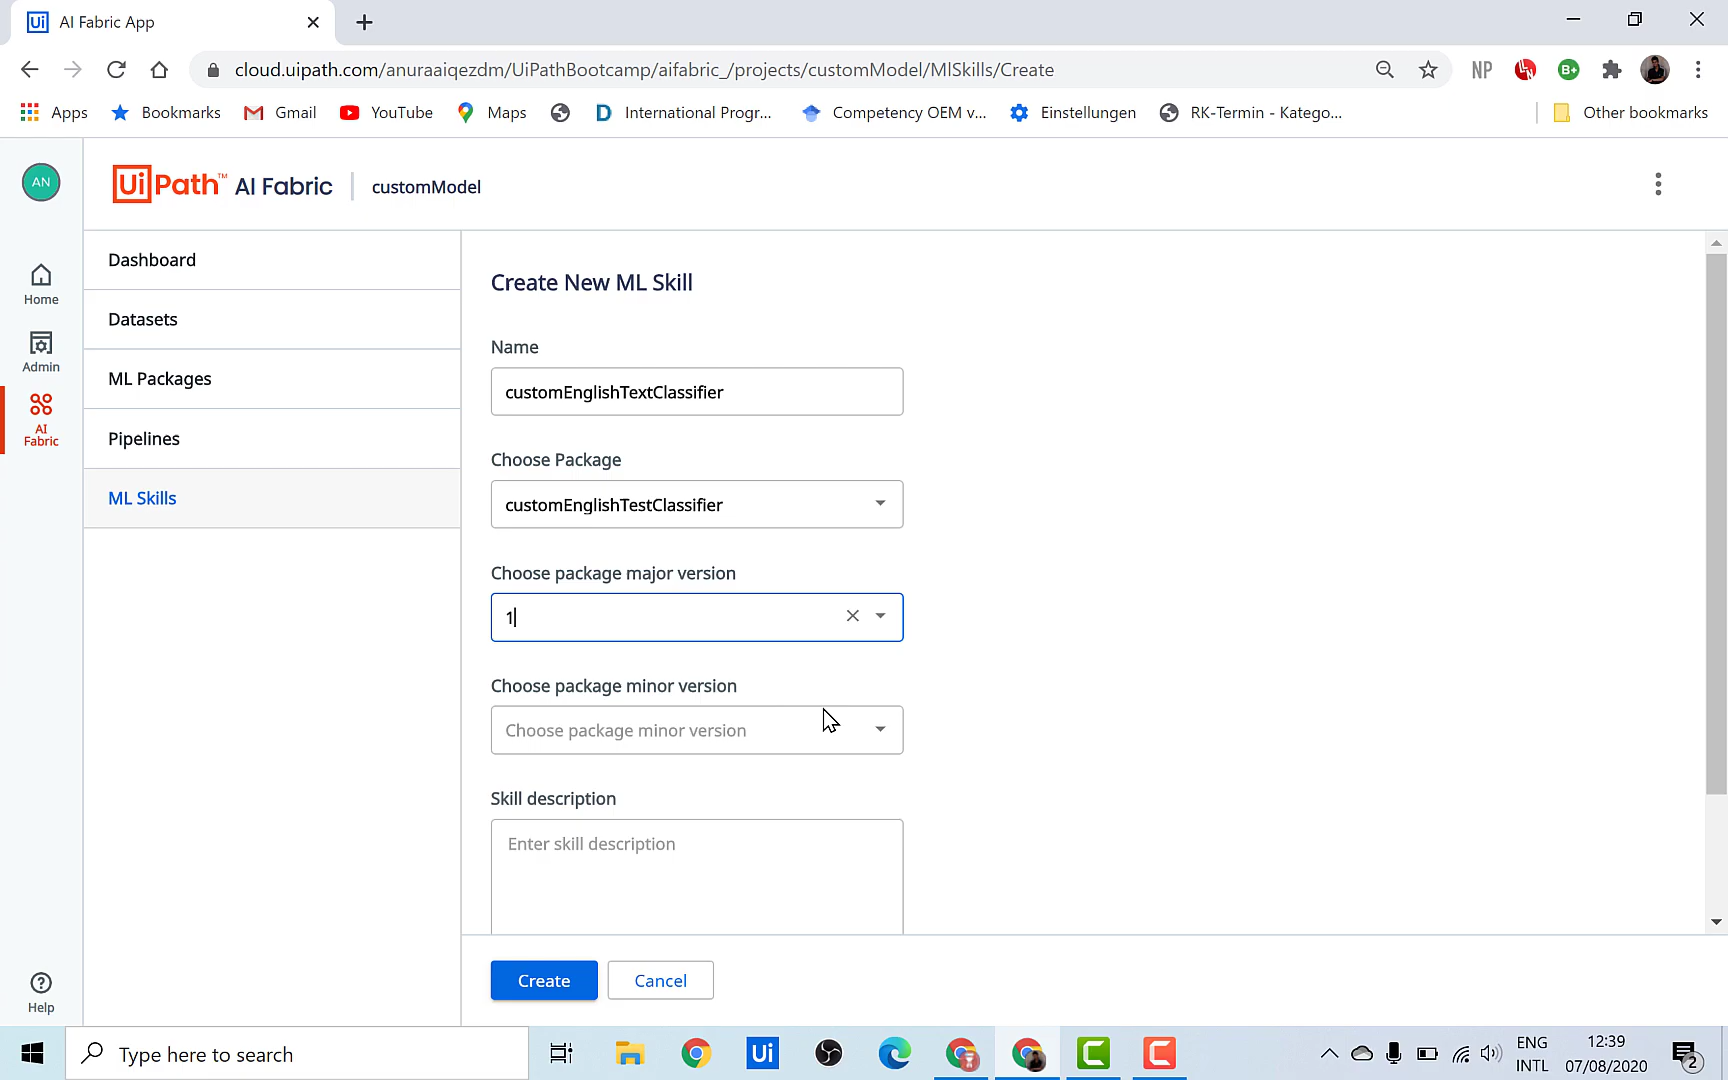 AI Fabric App
cloud.uipath.com/anuraaiqezdm/UiPathBootcamp/aifabric_/projects/customModel/MlSkills/Create
NP
B+
Apps
Bookmarks
Gmail
YouTube
Maps
International Progr...
Competency OEM v...
Einstellungen
RK-Termin - Katego...
Other bookmarks
AN
UiPath™ AI Fabric
customModel
Home
Admin
AI Fabric
Help
Dashboard
Datasets
ML Packages
Pipelines
ML Skills
Create New ML Skill
Name
customEnglishTextClassifier
Choose Package
customEnglishTestClassifier
Choose package major version
1
Choose package minor version
Choose package minor version
Skill description
Enter skill description
Create
Cancel
Type here to search
Ui
ENG
INTL
12:39
07/08/2020
2